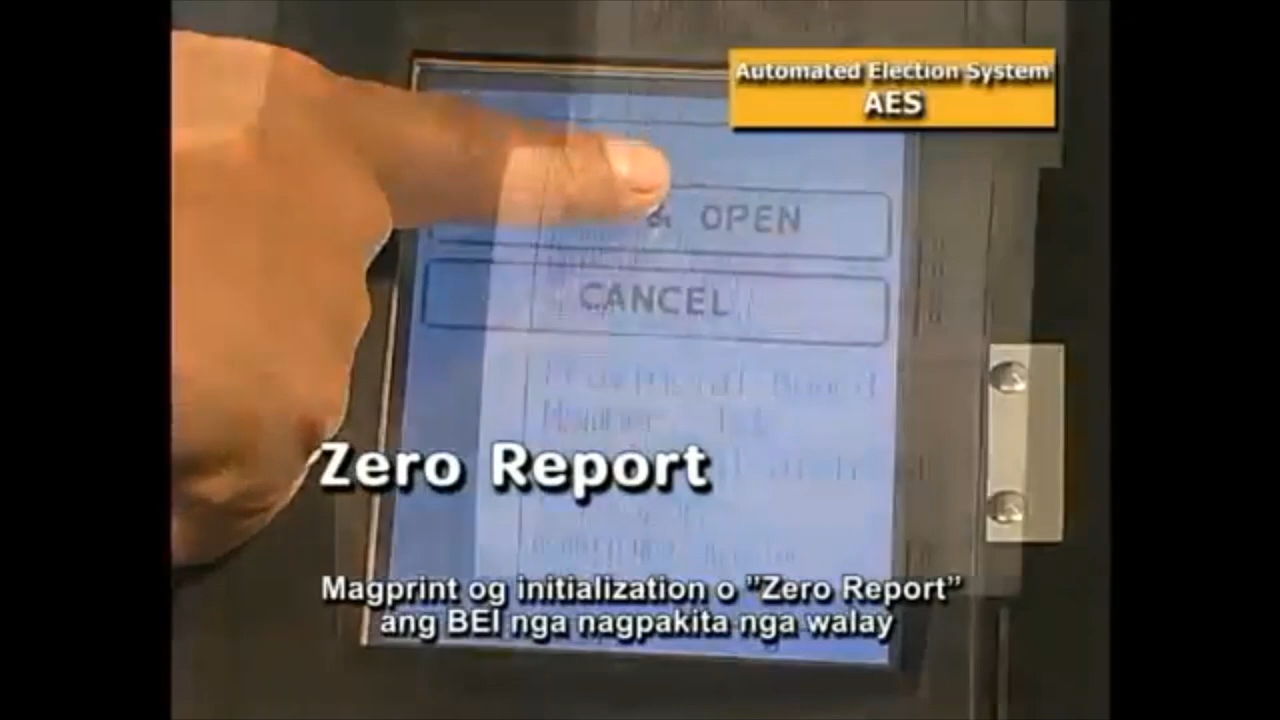 Automated Election System
AES
& OPEN
CANCEL
Zero Report
Magprint og initialization o ”Zero Report”
ang BEI nga nagpakita nga walay